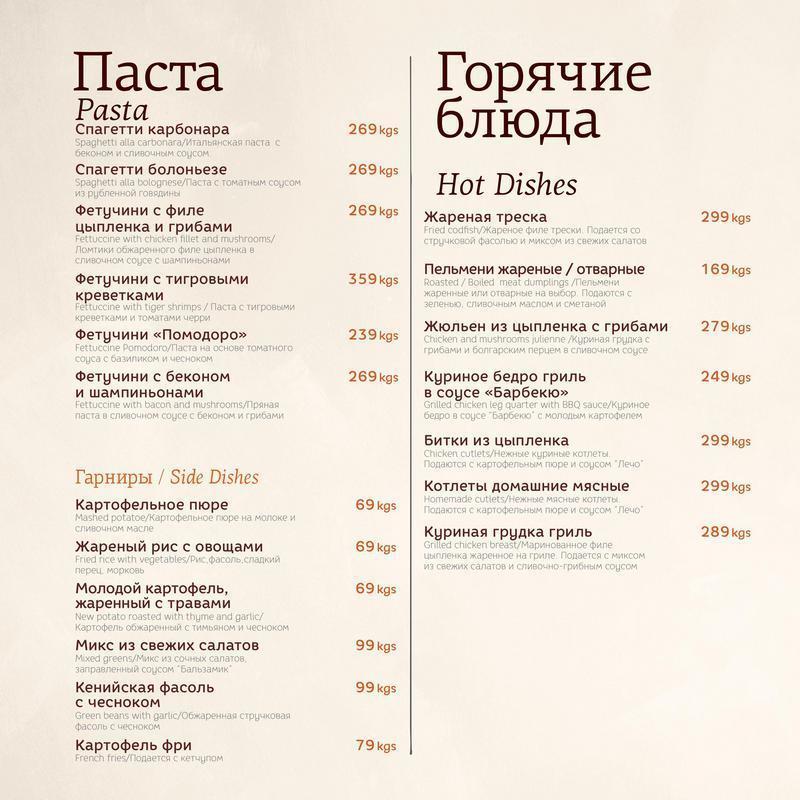 Паста
Pasta
Спагетти карбонара 269 kgs
Spaghetti alla carbonara/Итальянская паста с
беконом и сливочным соусом.
Спагетти болоньезе 269 kgs
Spaghetti alla bolognese/Паста с томатным соусом
из рубленной говядины
Фетучини с филе 269 kgs
цыпленка и грибами
Fettuccine with chicken fillet and mushrooms/
Ломтики обжаренного филе цыпленка в
сливочном соусе с шампиньонами
Фетучини с тигровыми 359 kgs
креветками
Fettuccine with tiger shrimps / Паста с тигровыми
креветками и томатами черри
Фетучини «Помодоро» 239 kgs
Fettuccine Pomodoro/Паста на основе томатного
соуса с базиликом и чесноком
Фетучини с беконом 269 kgs
и шампиньонами
Fettuccine with bacon and mushrooms/Пряная
паста в сливочном соусе с беконом и грибами
Гарниры / Side Dishes
Картофельное пюре 69 kgs
Mashed potatoe/Картофельное пюре на молоке и
сливочном масле
Жареный рис с овощами 69 kgs
Fried rice with vegetables/Рис,фасоль,сладкий
перец, морковь
Молодой картофель, 69 kgs
жаренный с травами
New potato roasted with thyme and garlic/
Картофель обжаренный с тимьяном и чесноком
Микс из свежих салатов 99 kgs
Mixed greens/Микс из сочных салатов,
заправленный соусом "Бальзамик"
Кенийская фасоль 99 kgs
с чесноком
Green beans with garlic/Обжаренная стручковая
фасоль с чесноком
Картофель фри 79 kgs
French fries/Подается с кетчупом
Горячие
блюда
Hot Dishes
Жареная треска 299 kgs
Fried codfish/Жареное филе трески. Подается со
стручковой фасолью и миксом из свежих салатов
Пельмени жареные / отварные 169 kgs
Roasted / Boiled meat dumplings /Пельмени
жаренные или отварные на выбор. Подаются с
зеленью, сливочным маслом и сметаной
Жюльен из цыпленка с грибами 279 kgs
Chicken and mushrooms julienne /Куриная грудка с
грибами и болгарским перцем в сливочном соусе
Куриное бедро гриль 249 kgs
в соусе «Барбекю»
Grilled chicken leg quarter with BBQ sauce/Куриное
бедро в соусе "Барбекю" с молодым картофелем
Битки из цыпленка 299 kgs
Chicken cutlets/Нежные куриные котлеты.
Подаются с картофельным пюре и соусом "Лечо"
Котлеты домашние мясные 299 kgs
Homemade cutlets/Нежные мясные котлеты.
Подаются с картофельным пюре и соусом "Лечо"
Куриная грудка гриль 289 kgs
Grilled chicken breast/Маринованное филе
цыпленка жаренное на гриле. Подается с миксом
из свежих салатов и сливочно-грибным соусом